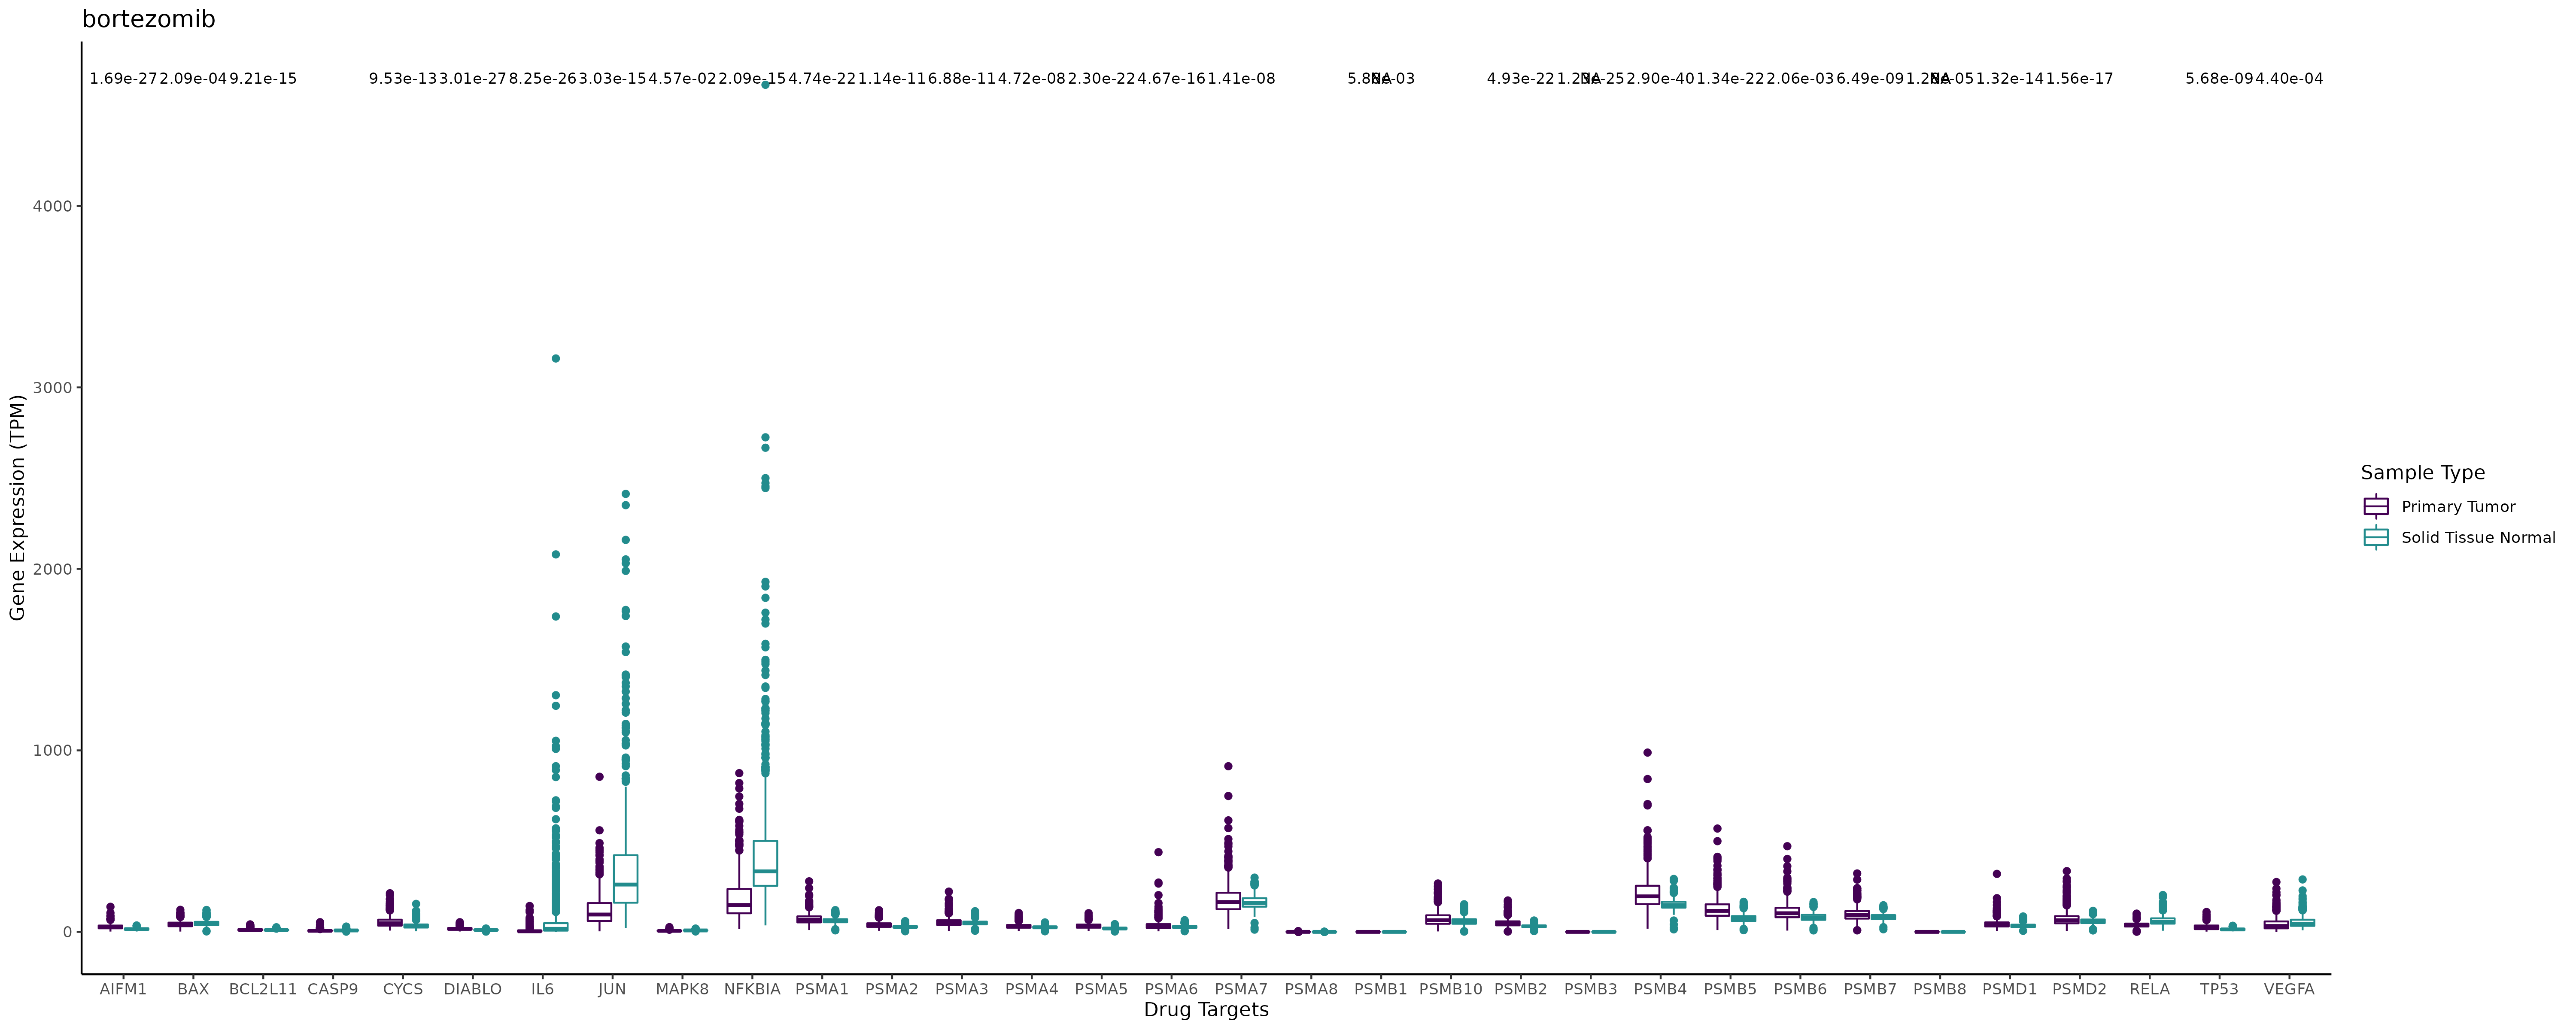 bortezomib
1.69e-27 2.09e-04 9.21e-15 9.53e-13 3.01e-27 8.25e-26 3.03e-15 4.57e-02 2.09e-15 4.74e-22 1.14e-11 6.88e-11 4.72e-08 2.30e-22 4.67e-16 1.41e-08 NA 4.93e-22 NA 2.90e-40 1.34e-22 2.06e-03 6.49e-09 NA 1.32e-14 1.56e-17 5.68e-09 4.40e-04
Gene Expression (TPM)
4000
3000
2000
1000
0
Sample Type
Primary Tumor
Solid Tissue Normal
AIFM1 BAX BCL2L11 CASP9 CYCS DIABLO IL6 JUN MAPK8 NFKBIA PSMA1 PSMA2 PSMA3 PSMA4 PSMA5 PSMA6 PSMA7 PSMA8 PSMB1 PSMB10 PSMB2 PSMB3 PSMB4 PSMB5 PSMB6 PSMB7 PSMB8 PSMD1 PSMD2 RELA TP53 VEGFA
Drug Targets